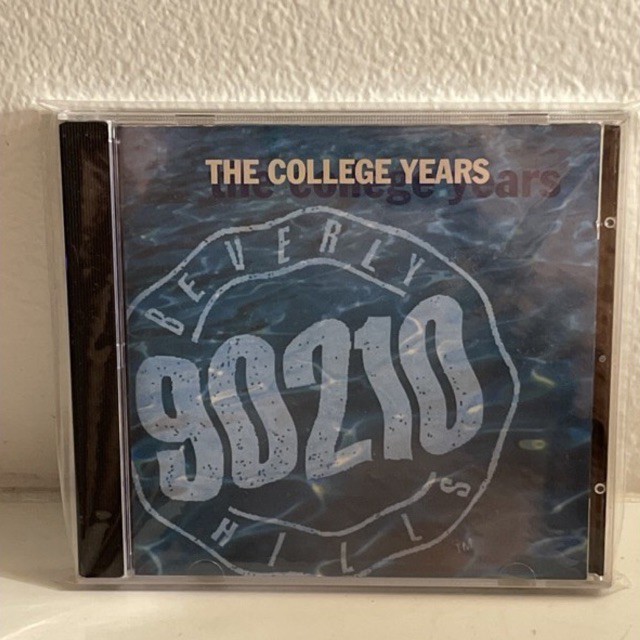 THE COLLEGE YEARS
the college years
BEVERLY
90210
HILLS
TM